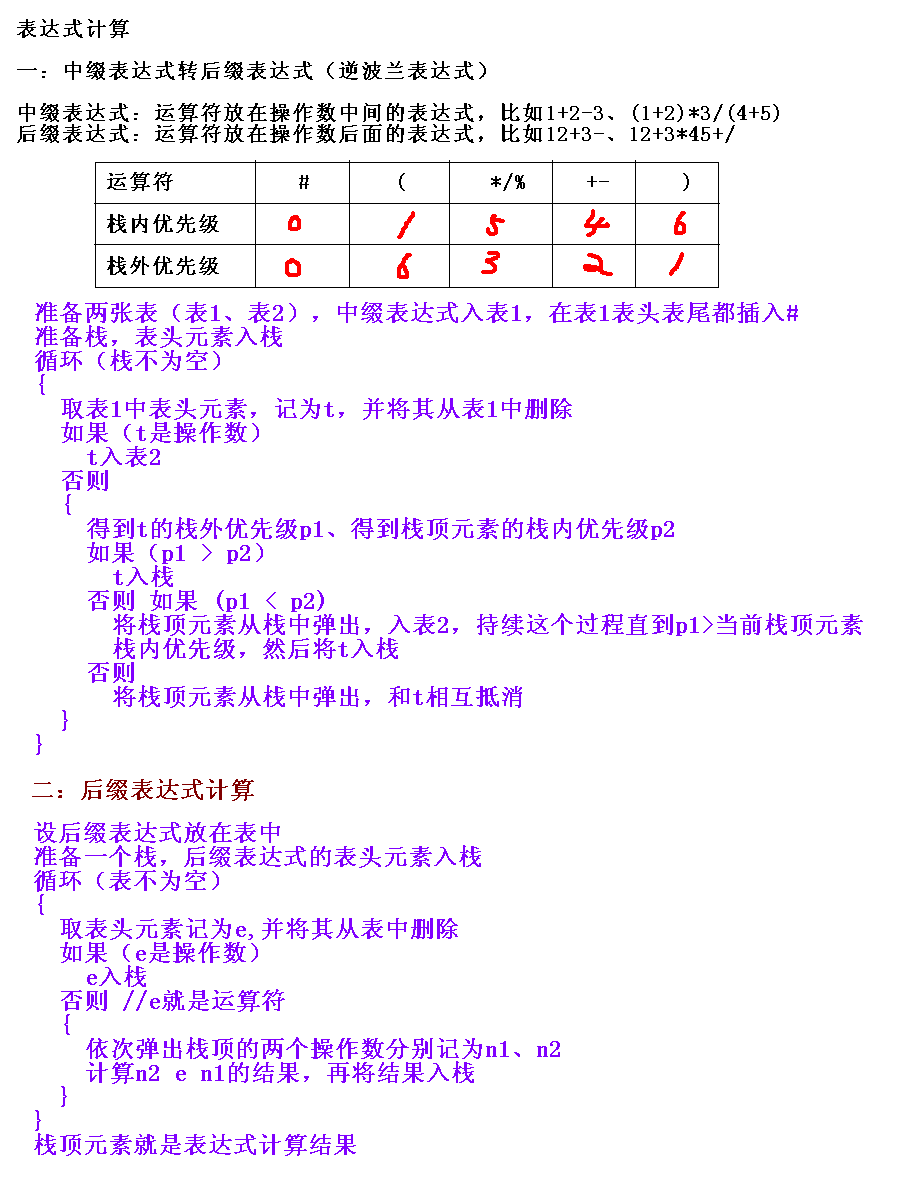 表达式计算
一：中缀表达式转后缀表达式（逆波兰表达式）
中缀表达式：运算符放在操作数中间的表达式，比如1+2-3、(1+2)*3/(4+5)
后缀表达式：运算符放在操作数后面的表达式，比如12+3-、12+3*45+/
运算符 # ( */% +- )
栈内优先级 0 1 5 4 6
栈外优先级 0 6 3 2 1
准备两张表（表1、表2），中缀表达式入表1，在表1表头表尾都插入#
准备栈，表头元素入栈
循环（栈不为空）
{
取表1中表头元素，记为t，并将其从表1中删除
如果（t是操作数）
t入表2
否则
{
得到t的栈外优先级p1、得到栈顶元素的栈内优先级p2
如果（p1 > p2）
t入栈
否则 如果 (p1 < p2)
将栈顶元素从栈中弹出，入表2，持续这个过程直到p1>当前栈顶元素
栈内优先级，然后将t入栈
否则
将栈顶元素从栈中弹出，和t相互抵消
}
}
二：后缀表达式计算
设后缀表达式放在表中
准备一个栈，后缀表达式的表头元素入栈
循环（表不为空）
{
取表头元素记为e,并将其从表中删除
如果（e是操作数）
e入栈
否则 //e就是运算符
{
依次弹出栈顶的两个操作数分别记为n1、n2
计算n2 e n1的结果，再将结果入栈
}
}
栈顶元素就是表达式计算结果